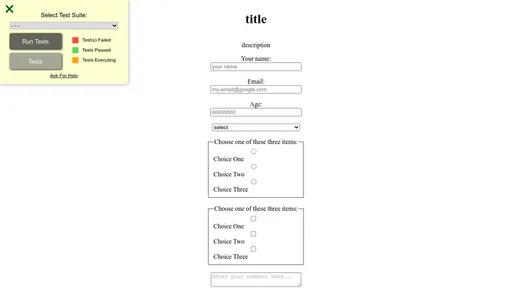 Select Test Suite:
- - -
Run Tests
Tests
Test(s) Failed
Tests Passed
Tests Executing
Ask For Help
title
description
Your name:
your name
Email:
my-email@google.com
Age:
00000000
select
Choose one of these three items:
Choice One
Choice Two
Choice Three
Choose one of these three items:
Choice One
Choice Two
Choice Three
Enter your comment here...